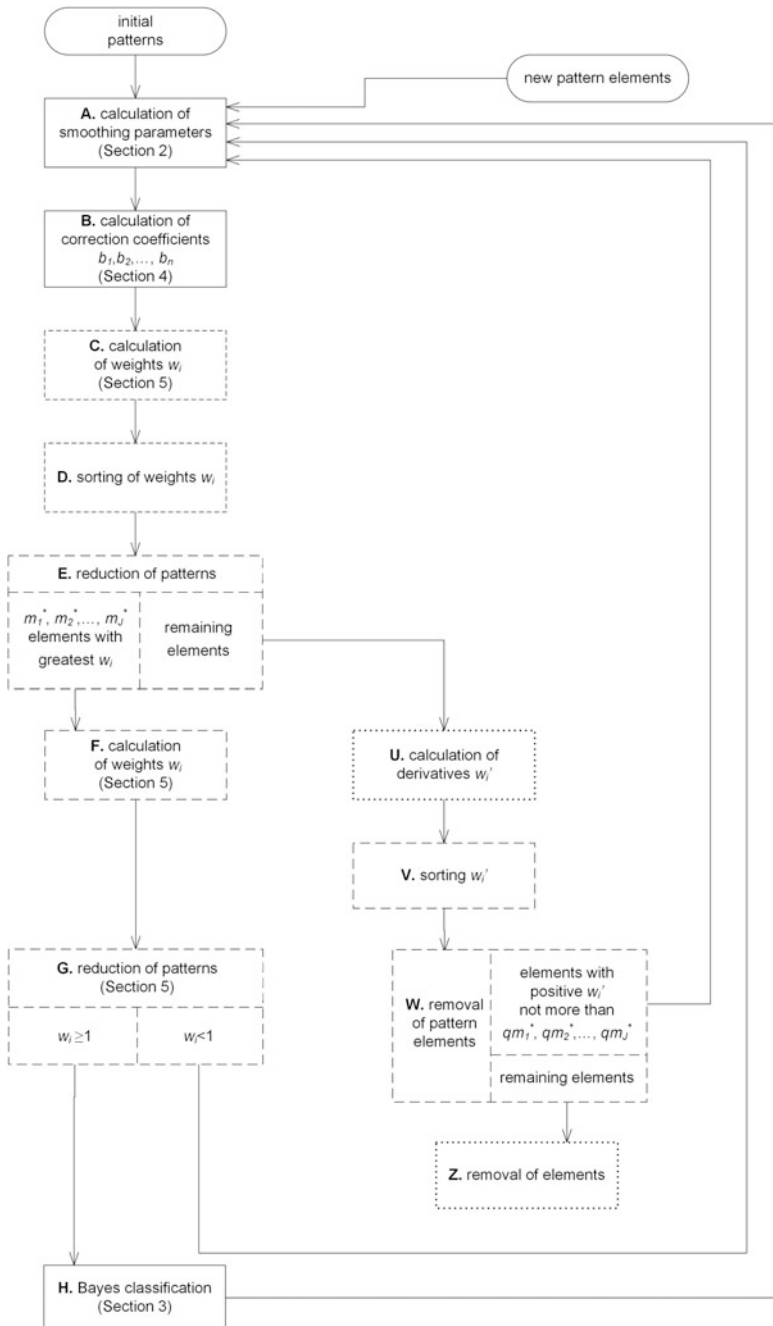 initial
patterns
new pattern elements
A. calculation of
smoothing parameters
(Section 2)
B. calculation of
correction coefficients
b₁,b₂,…, bₙ
(Section 4)
C. calculation
of weights wᵢ
(Section 5)
D. sorting of weights wᵢ
E. reduction of patterns
m₁*, m₂*,…, m_J*
elements with
greatest wᵢ
remaining
elements
F. calculation
of weights wᵢ
(Section 5)
U. calculation of
derivatives wᵢ'
V. sorting wᵢ'
G. reduction of patterns
(Section 5)
wᵢ ≥1
wᵢ<1
W. removal
of pattern
elements
elements with
positive wᵢ'
not more than
qm₁*, qm₂*,…, qm_J*
remaining elements
Z. removal of elements
H. Bayes classification
(Section 3)